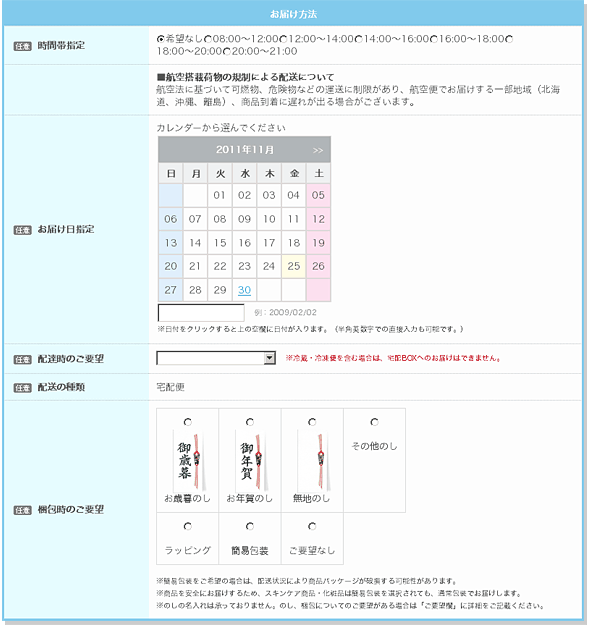 お届け方法
任意 時間帯指定
希望なし 08:00～12:00 12:00～14:00 14:00～16:00 16:00～18:00
18:00～20:00 20:00～21:00
■航空搭載荷物の規制による配送について
航空法に基づいて可燃物、危険物などの運送に制限があり、航空便でお届けする一部地域（北海
道、沖縄、離島）、商品到着に遅れが出る場合がございます。
任意 お届け日指定
カレンダーから選んでください
2011年11月 >>
日 月 火 水 木 金 土
01 02 03 04 05
06 07 08 09 10 11 12
13 14 15 16 17 18 19
20 21 22 23 24 25 26
27 28 29 30
例：2009/02/02
※日付をクリックすると上の空欄に日付が入ります。（半角英数字での直接入力も可能です。）
任意 配達時のご要望
※冷蔵・冷凍便を含む場合は、宅配BOXへのお届けはできません。
任意 配送の種類
宅配便
任意 梱包時のご要望
御歳暮 御年賀
その他のし
お歳暮のし お年賀のし 無地のし
ラッピング 簡易包装 ご要望なし
※簡易包装をご希望の場合は、配送状況により商品パッケージが破損する可能性があります。
※商品を安全にお届けするため、スキンケア商品・化粧品は簡易包装を選択されても、通常包装でお届けします。
※のしの名入れは承っておりません。のし、梱包についてのご要望がある場合は「ご要望欄」に詳細をご記載ください。